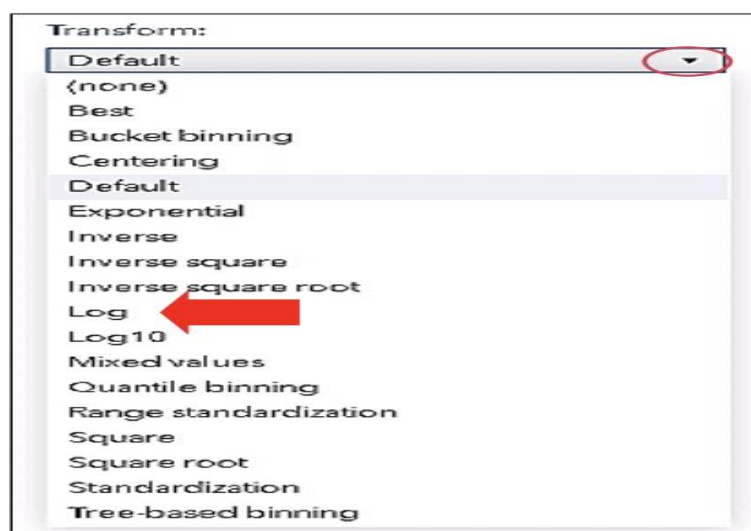 Transform:
Default
(none)
Best
Bucket binning
Centering
Default
Exponential
Inverse
Inverse square
Inverse square root
Log
Log10
Mixed values
Quantile binning
Range standardization
Square
Square root
Standardization
Tree-based binning